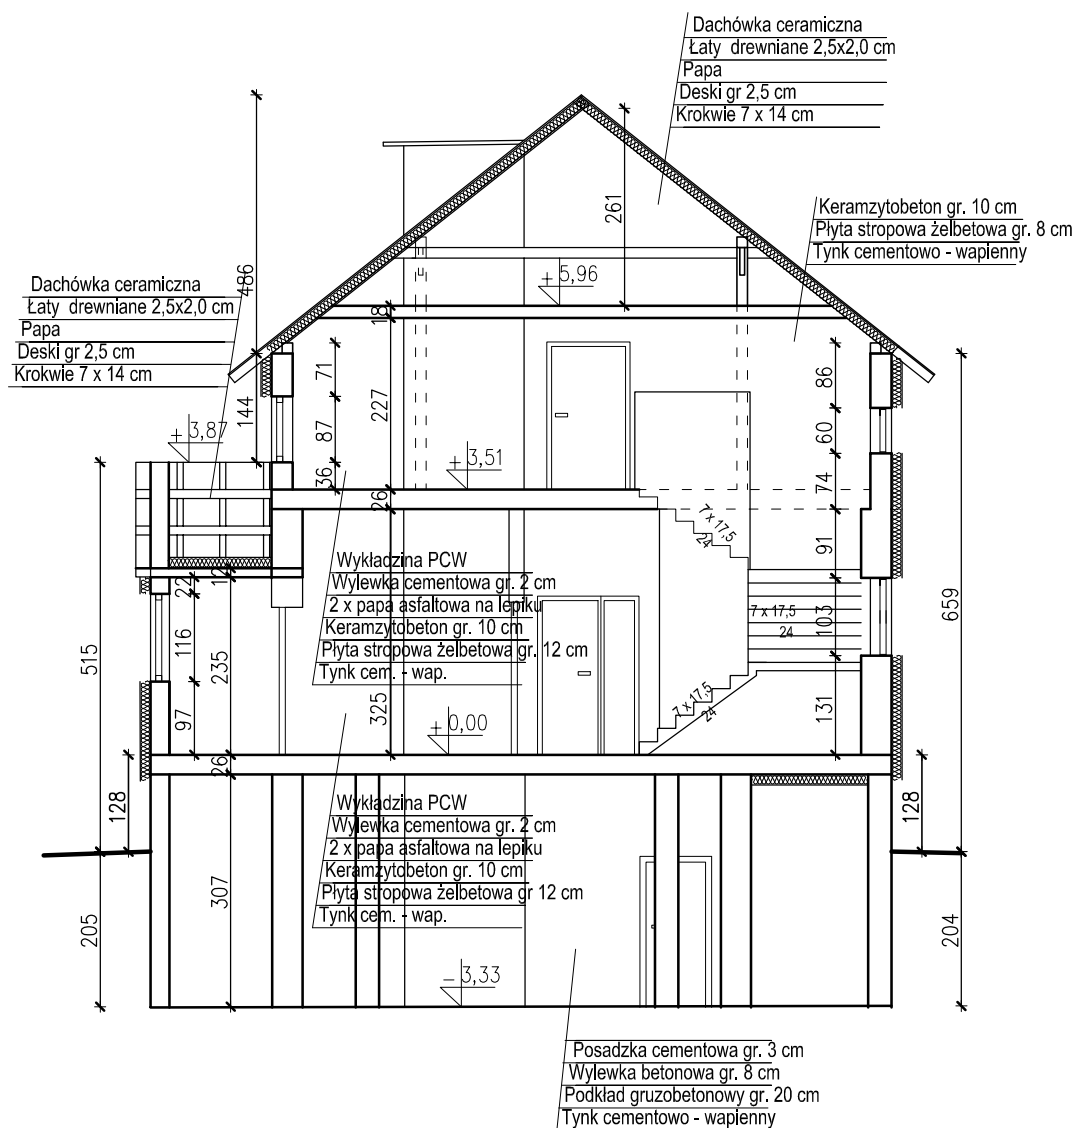 Dachówka ceramiczna
Łaty drewniane 2,5x2,0 cm
Papa
Deski gr 2,5 cm
Krokwie 7 x 14 cm
Keramzytobeton gr. 10 cm
Płyta stropowa żelbetowa gr. 8 cm
Tynk cementowo - wapienny
Dachówka ceramiczna
Łaty drewniane 2,5x2,0 cm
Papa
Deski gr 2,5 cm
Krokwie 7 x 14 cm
486
261
+ 5,96
18
144
71
227
86
87
60
+ 3,87
+ 3,51
36
26
74
7 x 17,5
24
91
Wykładzina PCW
Wylewka cementowa gr. 2 cm
2 x papa asfaltowa na lepiku
Keramzytobeton gr. 10 cm
Płyta stropowa żelbetowa gr. 12 cm
Tynk cem. - wap.
22
12
116
235
515
97
325
103
7 x 17,5
24
659
7 x 17,5
24
131
+ 0,00
26
128
128
Wykładzina PCW
Wylewka cementowa gr. 2 cm
2 x papa asfaltowa na lepiku
Keramzytobeton gr. 10 cm
Płyta stropowa żelbetowa gr 12 cm
Tynk cem. - wap.
307
205
204
- 3,33
Posadzka cementowa gr. 3 cm
Wylewka betonowa gr. 8 cm
Podkład gruzobetonowy gr. 20 cm
Tynk cementowo - wapienny